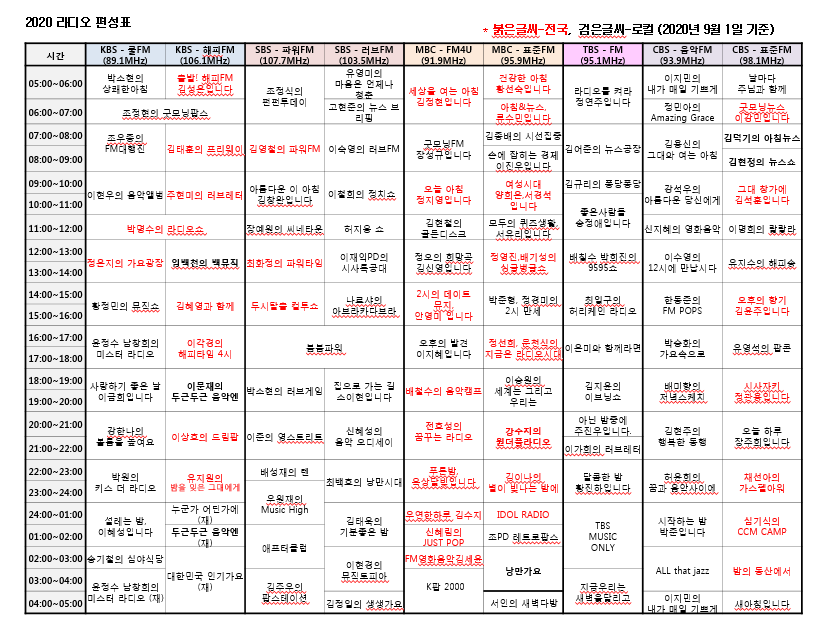 2020 라디오 편성표
* 붉은글씨-전국, 검은글씨-로컬 (2020년 9월 1일 기준)
시간
KBS - 쿨FM
(89.1MHz)
KBS - 해피FM
(106.1MHz)
SBS - 파워FM
(107.7MHz)
SBS - 러브FM
(103.5MHz)
MBC - FM4U
(91.9MHz)
MBC - 표준FM
(95.9MHz)
TBS - FM
(95.1MHz)
CBS - 음악FM
(93.9MHz)
CBS - 표준FM
(98.1MHz)
05:00~06:00
박소현의
상쾌한아침
출발! 해피FM
김성은입니다
조정식의
펀펀투데이
유영미의
마음은 언제나
청춘
세상을 여는 아침
김정현입니다
건강한 아침
황선숙입니다
라디오를 켜라
정연주입니다
이지민의
내가 매일 기쁘게
날마다
주님과 함께
06:00~07:00
조정현의 굿모닝팝스
고현준의 뉴스 브
리핑
아침&뉴스,
류수민입니다
정민아의
Amazing Grace
굿모닝뉴스
이강민입니다
07:00~08:00
08:00~09:00
조우종의
FM대행진
김태훈의 프리웨이
김영철의 파워FM
이숙영의 러브FM
굿모닝FM
장성규입니다
김종배의 시선집중
손에 잡히는 경제
이진우입니다
김어준의 뉴스공장
김용신의
그대와 여는 아침
김덕기의 아침뉴스
김현정의 뉴스쇼
09:00~10:00
10:00~11:00
이현우의 음악앨범
주현미의 러브레터
아름다운 이 아침
김창완입니다
이철희의 정치쇼
오늘 아침
정지영입니다
여성시대
양희은,서경석
입니다
김규리의 퐁당퐁당
좋은사람들
승정애입니다
강석우의
아름다운 당신에게
그대 창가에
김석훈입니다
11:00~12:00
박명수의 라디오쇼
장예원의 씨네타운
허지웅 쇼
김현철의
골든디스크
모두의 퀴즈생활,
서유리입니다
신지혜의 영화음악
이명희의 랄랄라
12:00~13:00
13:00~14:00
정은지의 가요광장
임백천의 백뮤직
최화정의 파워타임
이재익PD의
시사특공대
정오의 희망곡
김신영입니다
정영진,배기성의
싱글벙글쇼
배칠수 박희진의
9595쇼
이수영의
12시에 만납시다
유지수의 해피송
14:00~15:00
15:00~16:00
황정민의 뮤직쇼
김혜영과 함께
두시탈출 컬투쇼
나르샤의
아브라카다브라
2시의 데이트
뮤지,
안영미 입니다
박준형, 정경미의
2시 만세
최일구의
허리케인 라디오
한동준의
FM POPS
오후의 향기
김윤주입니다
16:00~17:00
17:00~18:00
윤정수 남창희의
미스터 라디오
이각경의
해피타임 4시
붐붐파워
오후의 발견
이지혜입니다
정선희, 문천식의
지금은 라디오시대
이은미와 함께라면
박승화의
가요속으로
유영석의 팝콘
18:00~19:00
19:00~20:00
사랑하기 좋은 날
이금희입니다
이문재의
두근두근 음악엔
박소현의 러브게임
집으로 가는 길
소이현입니다
배철수의 음악캠프
이승원의
세계는 그리고
우리는
김지윤의
이브닝쇼
배미향의
저녁스케치
시사자키
정관용입니다
20:00~21:00
21:00~22:00
강한나의
볼륨을 높여요
이상호의 드림팝
이준의 영스트리트
신혜성의
음악 오디세이
전효성의
꿈꾸는 라디오
강수지의
원더풀라디오
아닌 밤중에
주진우입니다.
이가희의 러브레터
김현주의
행복한 동행
오늘 하루
장주희입니다
22:00~23:00
23:00~24:00
박원의
키스 더 라디오
유지원의
밤을 잊은 그대에게
배성재의 텐
최백호의 낭만시대
푸른밤,
옥상달빛입니다
김이나의
별이 빛나는 밤에
달콤한 밤
황진하입니다
허윤희의
꿈과 음악사이에
채선아의
가스펠아워
24:00~01:00
01:00~02:00
설레는 밤,
이혜성입니다
누군가 어딘가에
(재)
두근두근 음악엔
(재)
윤원재의
Music High
애프터클럽
김태욱의
기분좋은 밤
우연한하루 김수지
신혜림의
JUST POP
IDOL RADIO
조PD 레트로팝스
TBS
MUSIC
ONLY
시작하는 밤
박준입니다
심기식의
CCM CAMP
02:00~03:00
03:00~04:00
04:00~05:00
승기철의 심야식당
윤정수 남창희의
미스터 라디오 (재)
대한민국 인기가요
(재)
김주우의
팝스테이션
이현경의
뮤직토피아
김정일의 생생가요
FM영화음악김세윤
K팝 2000
낭만가요
서인의 새벽다방
지금우리는
새벽을달리고
ALL that jazz
이지민의
내가 매일 기쁘게
밤의 동산에서
새아침입니다